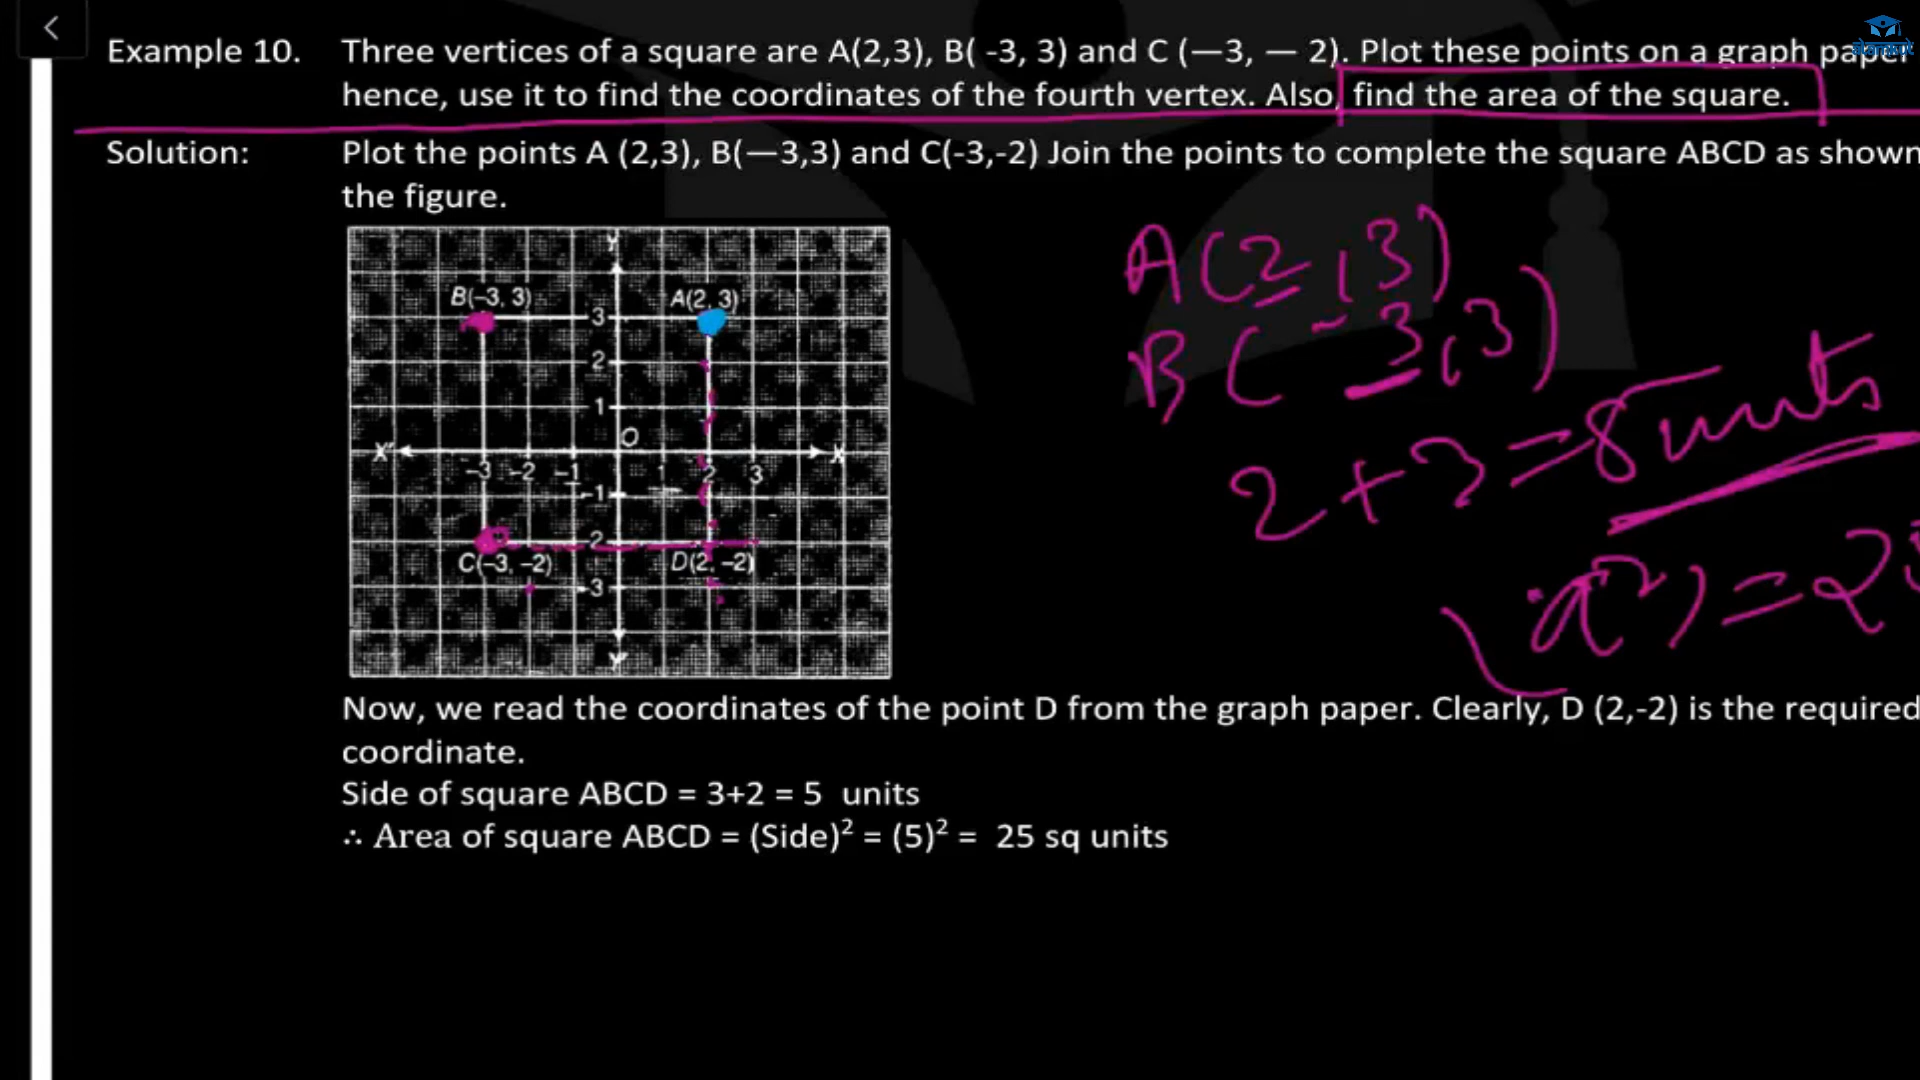 Example 10. Three vertices of a square are A(2,3), B( -3, 3) and C (—3, — 2). Plot these points on a graph paper
hence, use it to find the coordinates of the fourth vertex. Also, find the area of the square.
Solution: Plot the points A (2,3), B(—3,3) and C(-3,-2) Join the points to complete the square ABCD as shown
the figure.
Y
B(–3, 3) A(2, 3)
3
2
1
O
X' X
–3 –2 –1 1 2 3
–1
–2
C(–3, –2) D(2, –2)
–3
Y'
A(2,3)
B(-3,3)
2+3=5 units
Now, we read the coordinates of the point D from the graph paper. Clearly, D (2,-2) is the required
coordinate.
Side of square ABCD = 3+2 = 5 units
∴ Area of square ABCD = (Side)² = (5)² = 25 sq units